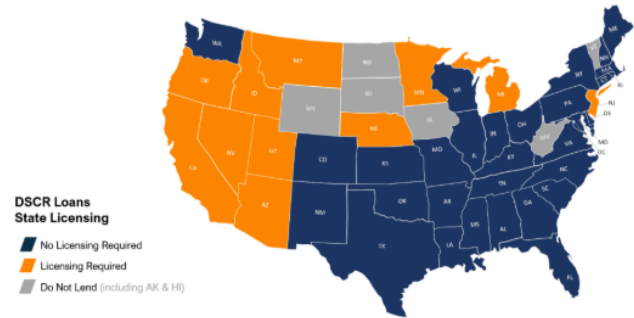 WA
MT
ND
MN
OR
ID
SD
WI
MI
ME
VT
NH
MA
CT
RI
NY
WY
IA
PA
NJ
DE
NE
NV
UT
CO
KS
MO
IL
IN
OH
WV
MD
DC
VA
KY
CA
AZ
NM
OK
AR
TN
NC
SC
TX
LA
MS
AL
GA
FL
DSCR Loans
State Licensing
No Licensing Required
Licensing Required
Do Not Lend (including AK & HI)